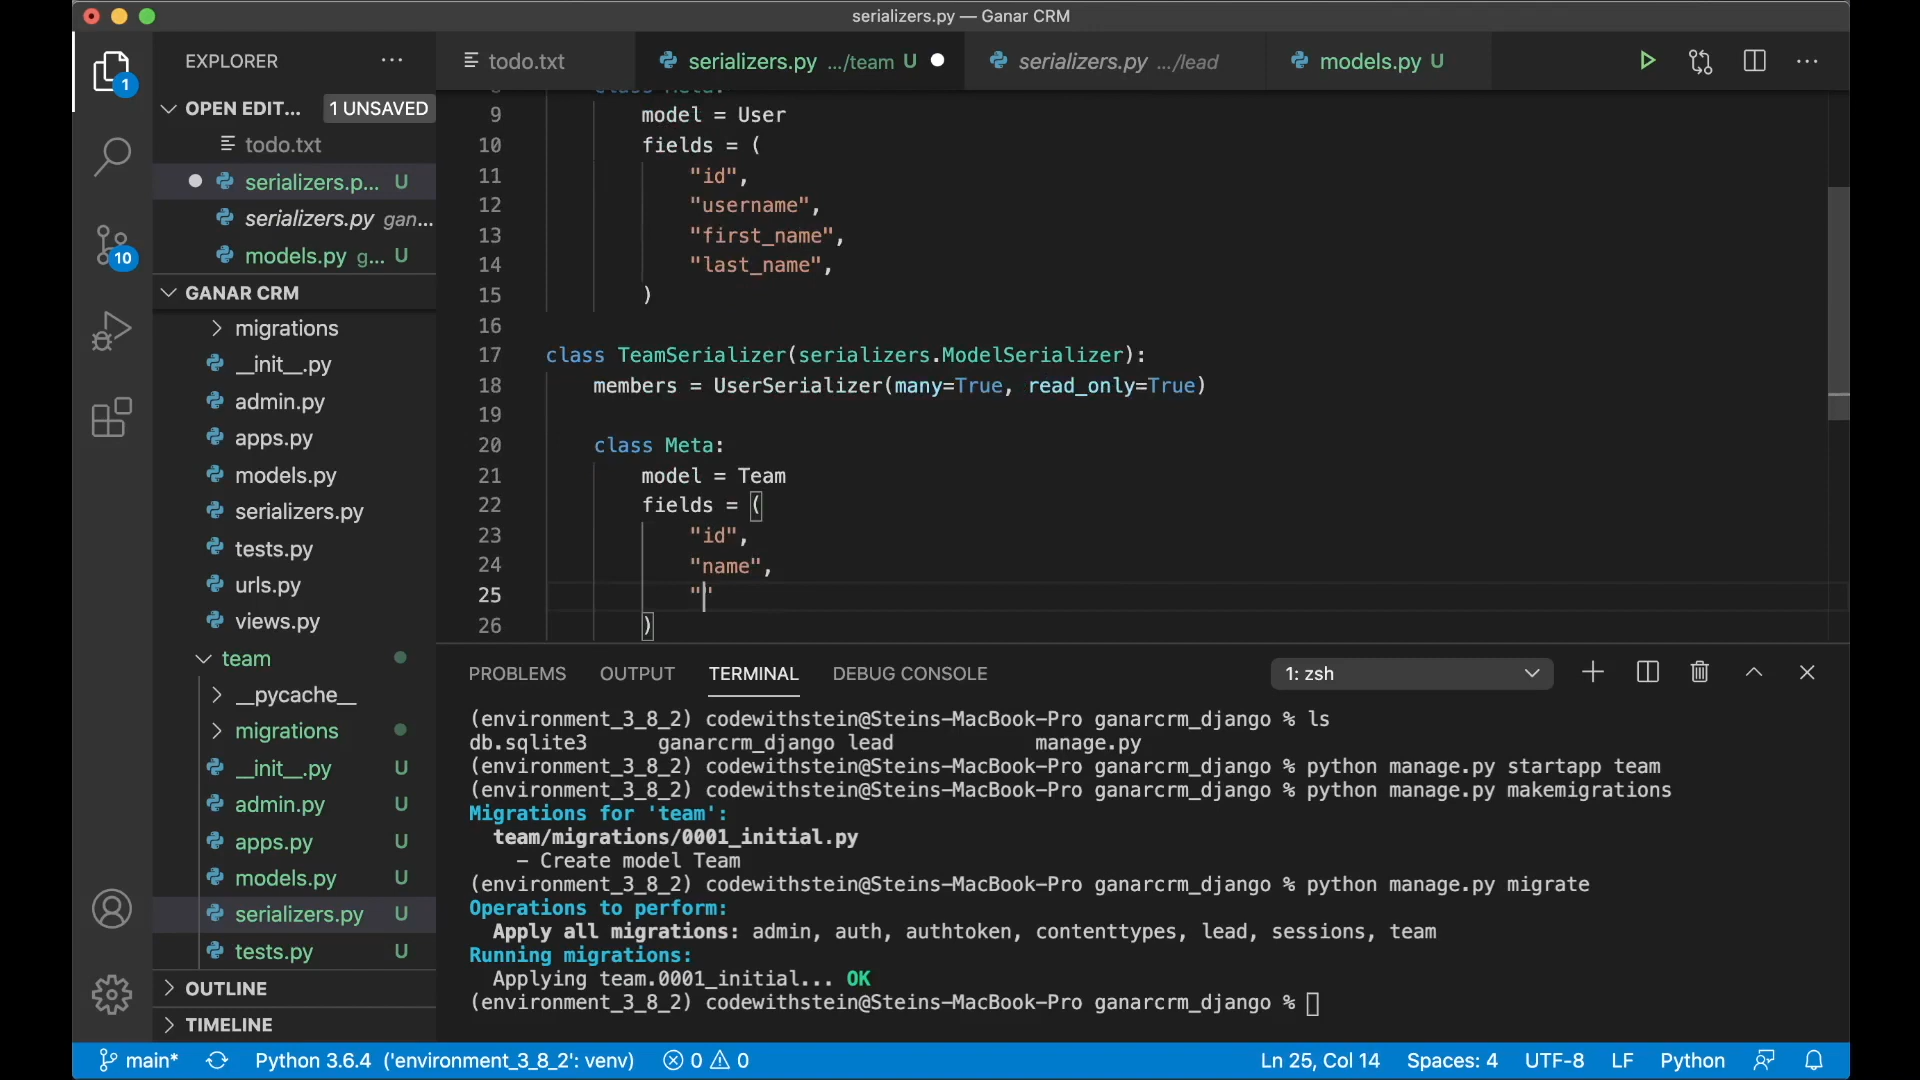 serializers.py — Ganar CRM
EXPLORER
todo.txt
serializers.py .../team U
serializers.py .../lead
models.py U
1
OPEN EDIT... 1 UNSAVED
todo.txt
serializers.p... U
serializers.py gan...
models.py g... U
10
GANAR CRM
migrations
__init__.py
admin.py
apps.py
models.py
serializers.py
tests.py
urls.py
views.py
team
__pycache__
migrations
__init__.py U
admin.py U
apps.py U
models.py U
serializers.py U
tests.py U
OUTLINE
TIMELINE
8 class Meta:
9 model = User
10 fields = (
11 "id",
12 "username",
13 "first_name",
14 "last_name",
15 )
16
17 class TeamSerializer(serializers.ModelSerializer):
18 members = UserSerializer(many=True, read_only=True)
19
20 class Meta:
21 model = Team
22 fields = (
23 "id",
24 "name",
25 ""
26 )
PROBLEMS OUTPUT TERMINAL DEBUG CONSOLE 1: zsh
(environment_3_8_2) codewithstein@Steins-MacBook-Pro ganarcrm_django % ls
db.sqlite3 ganarcrm_django lead manage.py
(environment_3_8_2) codewithstein@Steins-MacBook-Pro ganarcrm_django % python manage.py startapp team
(environment_3_8_2) codewithstein@Steins-MacBook-Pro ganarcrm_django % python manage.py makemigrations
Migrations for 'team':
team/migrations/0001_initial.py
– Create model Team
(environment_3_8_2) codewithstein@Steins-MacBook-Pro ganarcrm_django % python manage.py migrate
Operations to perform:
Apply all migrations: admin, auth, authtoken, contenttypes, lead, sessions, team
Running migrations:
Applying team.0001_initial... OK
(environment_3_8_2) codewithstein@Steins-MacBook-Pro ganarcrm_django %
main* Python 3.6.4 ('environment_3_8_2': venv) 0 0 Ln 25, Col 14 Spaces: 4 UTF-8 LF Python